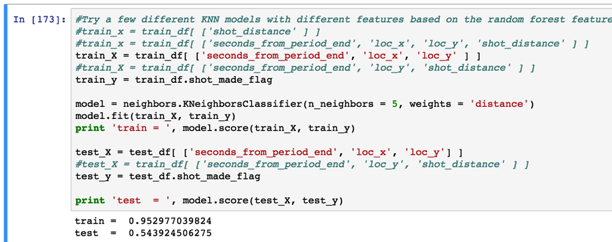 In [173]: #Try a few different KNN models with different features based on the random forest feature
#train_x = train_df[ ['shot_distance' ] ]
#train_x = train_df[ ['seconds_from_period_end', 'loc_x', 'loc_y', 'shot_distance' ] ]
train_X = train_df[ ['seconds_from_period_end', 'loc_x', 'loc_y' ] ]
#train_X = train_df[ ['seconds_from_period_end', 'loc_y', 'shot_distance' ] ]
train_y = train_df.shot_made_flag
model = neighbors.KNeighborsClassifier(n_neighbors = 5, weights = 'distance')
model.fit(train_X, train_y)
print 'train = ', model.score(train_X, train_y)
test_X = test_df[ ['seconds_from_period_end', 'loc_x', 'loc_y'] ]
#test_X = train_df[ ['seconds_from_period_end', 'loc_y', 'shot_distance' ] ]
test_y = test_df.shot_made_flag
print 'test  = ', model.score(test_X, test_y)
train =  0.952977039824
test  =  0.543924506275